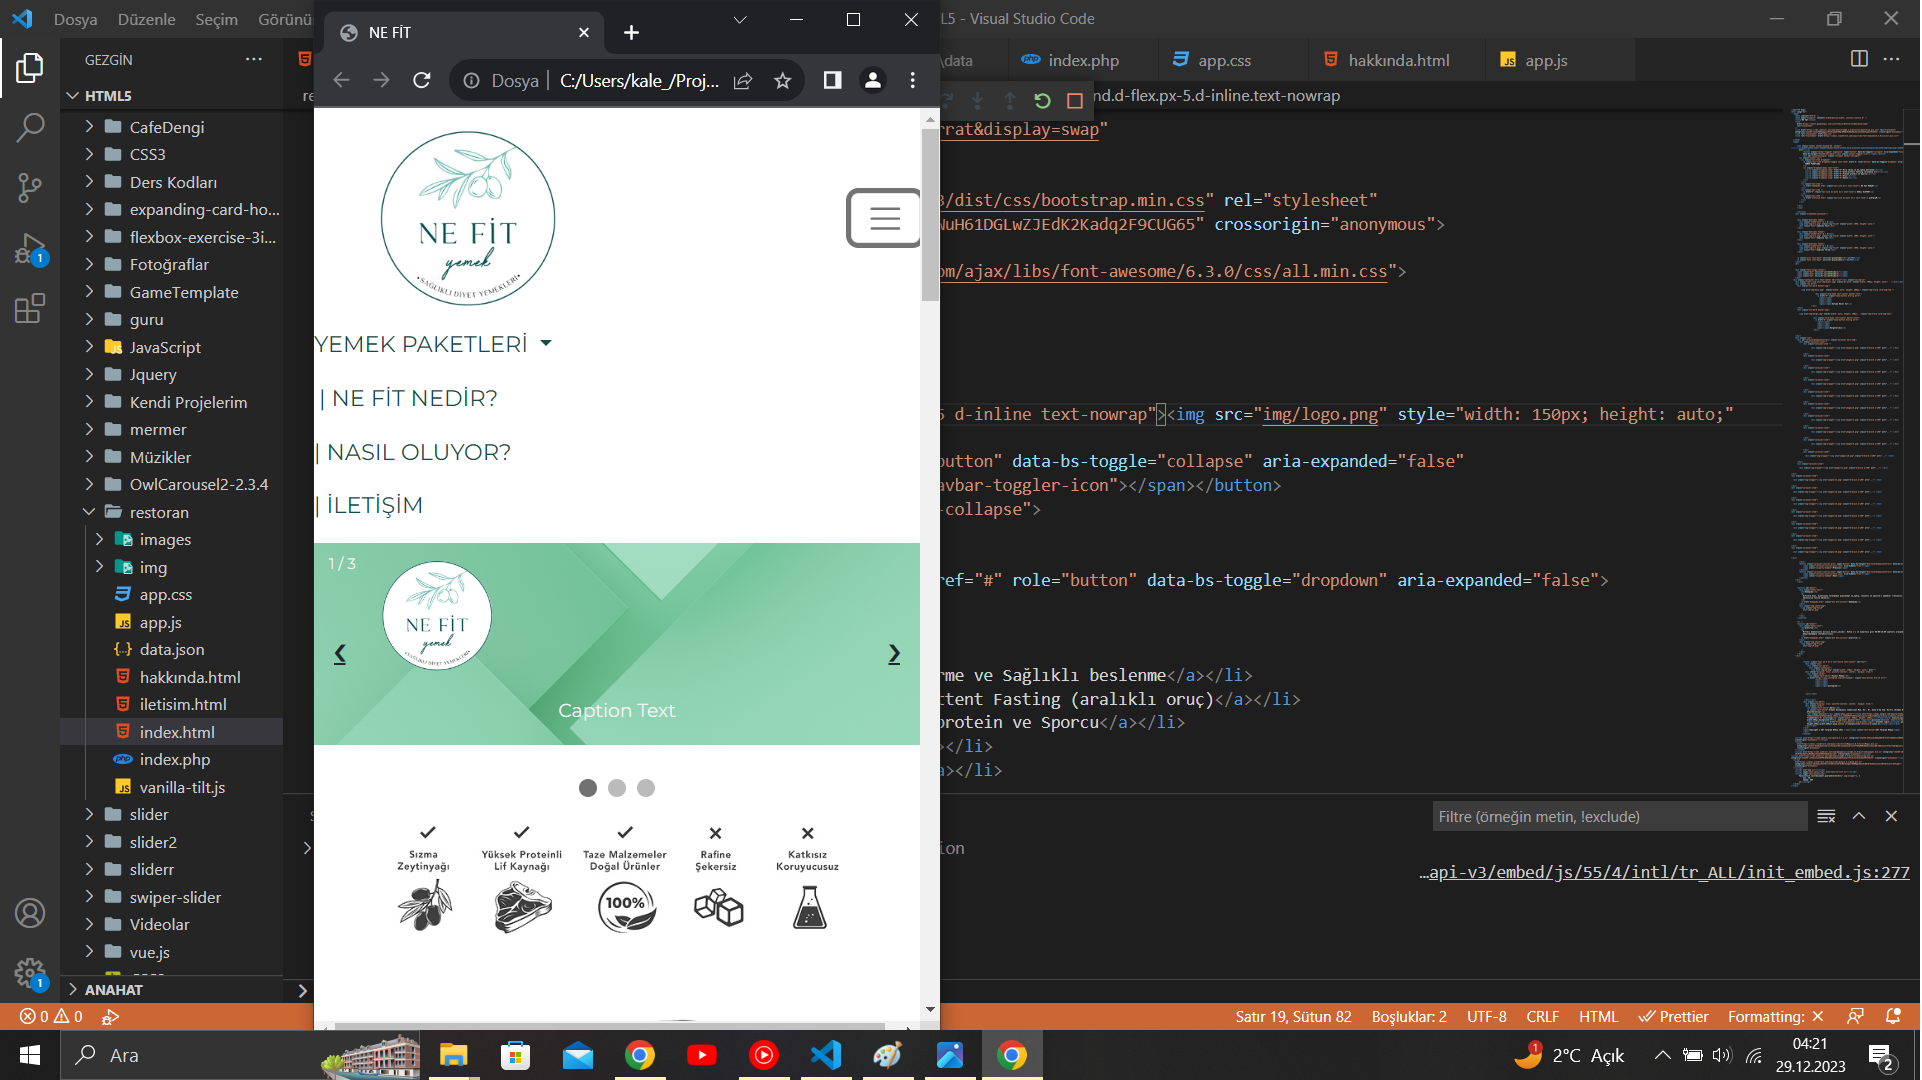 Dosya Düzenle Seçim Görünü
L5 - Visual Studio Code
NE FİT
GEZGİN
\data
index.php
app.css
hakkında.html
app.js
Dosya
C:/Users/kale_/Proj...
HTML5
re
nd.d-flex.px-5.d-inline.text-nowrap
CafeDengi
CSS3
Ders Kodları
expanding-card-ho...
flexbox-exercise-3i...
Fotoğraflar
GameTemplate
guru
JavaScript
Jquery
Kendi Projelerim
mermer
Müzikler
OwlCarousel2-2.3.4
restoran
images
img
app.css
app.js
data.json
hakkında.html
iletisim.html
index.html
index.php
vanilla-tilt.js
slider
slider2
sliderr
swiper-slider
Videolar
vue.js
ANAHAT
1
1
NE FİT
yemek
•SAĞLIKLI DİYET YEMEKLERİ•
YEMEK PAKETLERİ
| NE FİT NEDİR?
| NASIL OLUYOR?
| İLETİŞİM
1 / 3
NE FİT
yemek
SAĞLIKLI DİYET YEMEKLERİ
❮
❯
Caption Text
Sızma
Zeytinyağı
Yüksek Proteinli
Lif Kaynağı
Taze Malzemeler
Doğal Ürünler
Rafine
Şekersiz
Katkısız
Koruyucusuz
100%
rrat&display=swap"
3/dist/css/bootstrap.min.css" rel="stylesheet"
NuH61DGLwZJEdK2Kadq2F9CUG65" crossorigin="anonymous">
om/ajax/libs/font-awesome/6.3.0/css/all.min.css">
5 d-inline text-nowrap"><img src="img/logo.png" style="width: 150px; height: auto;"
button" data-bs-toggle="collapse" aria-expanded="false"
avbar-toggler-icon"></span></button>
-collapse">
ref="#" role="button" data-bs-toggle="dropdown" aria-expanded="false">
rme ve Sağlıklı beslenme</a></li>
ttent Fasting (aralıklı oruç)</a></li>
protein ve Sporcu</a></li>
></li>
a></li>
Filtre (örneğin metin, !exclude)
ion
…api-v3/embed/js/55/4/intl/tr_ALL/init_embed.js:277
0 0
Satır 19, Sütun 82 Boşluklar: 2 UTF-8 CRLF HTML Prettier Formatting: ✕
Ara
1
2°C Açık
04:21
29.12.2023
2